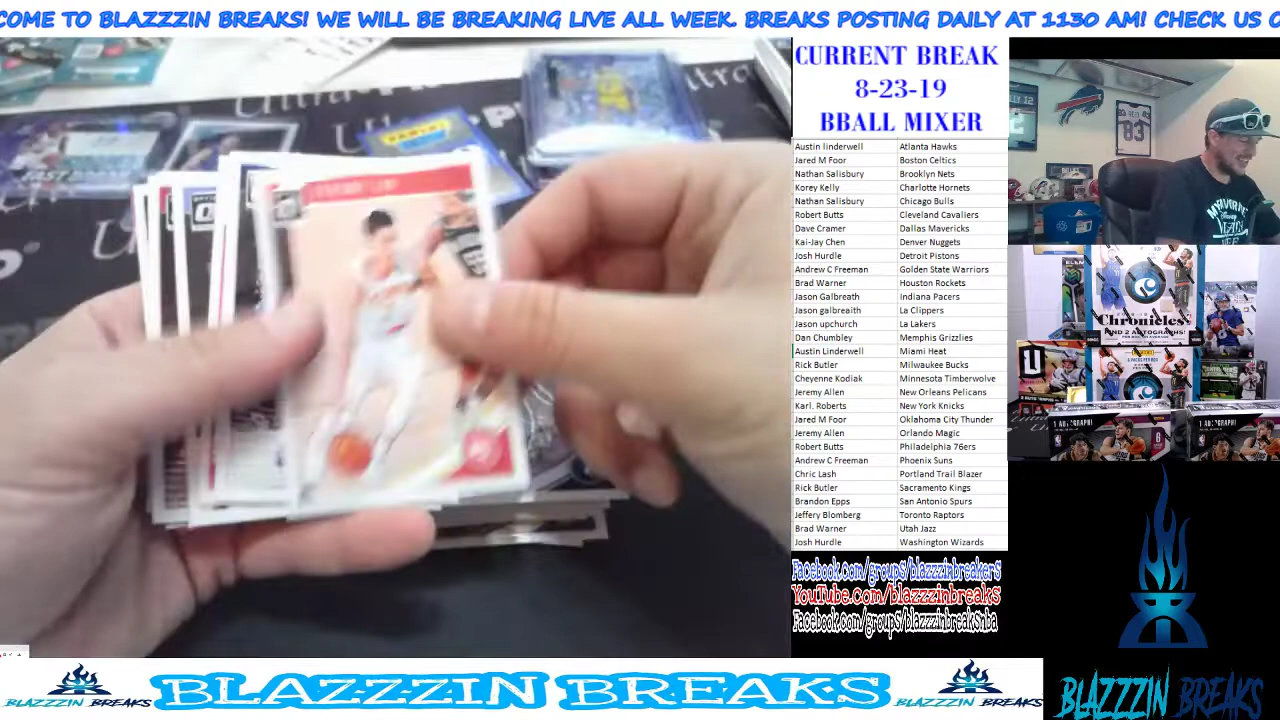 COME TO BLAZZZIN BREAKS! WE WILL BE BREAKING LIVE ALL WEEK. BREAKS POSTING DAILY AT 1130 AM! CHECK US O
CURRENT BREAK
8-23-19
BBALL MIXER
Austin linderwell Atlanta Hawks
Jared M Foor Boston Celtics
Nathan Salisbury Brooklyn Nets
Korey Kelly Charlotte Hornets
Nathan Salisbury Chicago Bulls
Robert Butts Cleveland Cavaliers
Dave Cramer Dallas Mavericks
Kai-Jay Chen Denver Nuggets
Josh Hurdle Detroit Pistons
Andrew C Freeman Golden State Warriors
Brad Warner Houston Rockets
Jason Galbreath Indiana Pacers
Jason galbreaith La Clippers
Jason upchurch La Lakers
Dan Chumbley Memphis Grizzlies
Austin Linderwell Miami Heat
Rick Butler Milwaukee Bucks
Cheyenne Kodiak Minnesota Timberwolve
Jeremy Allen New Orleans Pelicans
Karl. Roberts New York Knicks
Jared M Foor Oklahoma City Thunder
Jeremy Allen Orlando Magic
Robert Butts Philadelphia 76ers
Andrew C Freeman Phoenix Suns
Chric Lash Portland Trail Blazer
Rick Butler Sacramento Kings
Brandon Epps San Antonio Spurs
Jeffery Blomberg Toronto Raptors
Brad Warner Utah Jazz
Josh Hurdle Washington Wizards
Facebook.com/groups/blazzzinbreakers
YouTube.com/blazzzinbreaks
Facebook.com/groups/blazzzinbreaksnba
83
Chronicles
FIND 2 AUTOGRAPHS!
1 AUTOGRAPH!
6
PANINI
BLAZZZIN BREAKS
BLAZZZIN BREAKS
BLAZZZIN BREAKS
BLAZZZIN BREAKS